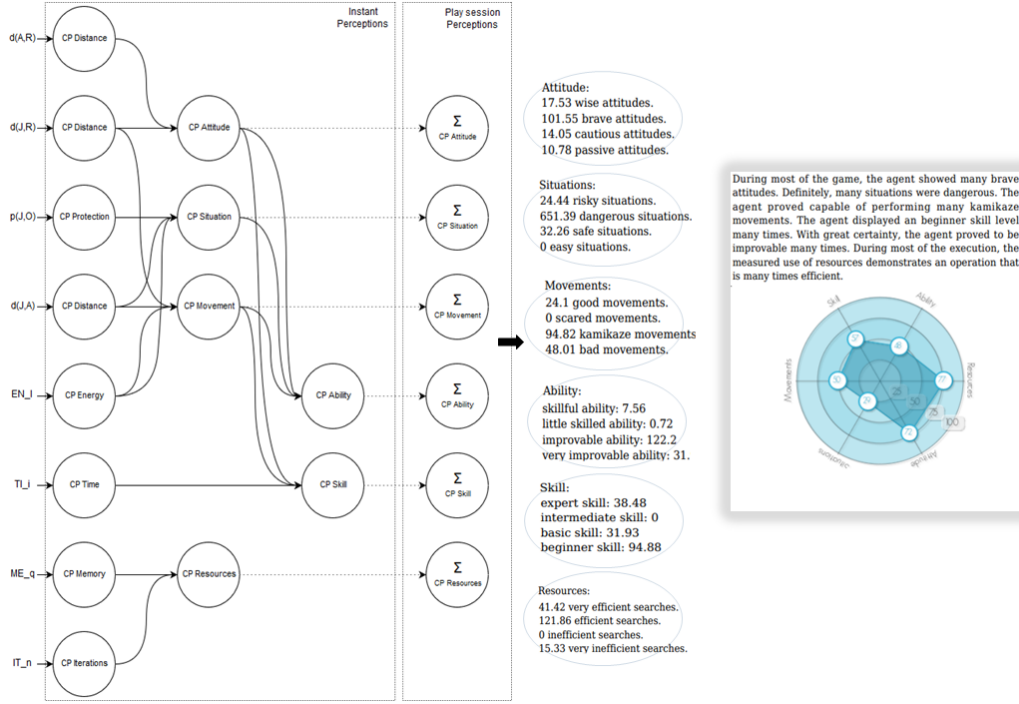 Instant
Perceptions
Play session
Perceptions
d(A,R)
CP Distance
d(J,R)
CP Distance
CP Attitude
Σ
CP Attitude
p(J,O)
CP Protection
CP Situation
Σ
CP Situation
d(J,A)
CP Distance
CP Movement
Σ
CP Movement
EN_l
CP Energy
CP Ability
Σ
CP Ability
TI_i
CP Time
CP Skill
Σ
CP Skill
ME_q
CP Memory
CP Resources
Σ
CP Resources
IT_n
CP Iterations
Attitude:
17.53 wise attitudes.
101.55 brave attitudes.
14.05 cautious attitudes.
10.78 passive attitudes.
Situations:
24.44 risky situations.
651.39 dangerous situations.
32.26 safe situations.
0 easy situations.
Movements:
24.1 good movements.
0 scared movements.
94.82 kamikaze movements
48.01 bad movements.
Ability:
skillful ability: 7.56
little skilled ability: 0.72
improvable ability: 122.2
very improvable ability: 31.
Skill:
expert skill: 38.48
intermediate skill: 0
basic skill: 31.93
beginner skill: 94.88
Resources:
41.42 very efficient searches.
121.86 efficient searches.
0 inefficient searches.
15.33 very inefficient searches.
During most of the game, the agent showed many brave
attitudes. Definitely, many situations were dangerous. The
agent proved capable of performing many kamikaze
movements. The agent displayed an beginner skill level
many times. With great certainty, the agent proved to be
improvable many times. During most of the execution, the
measured use of resources demonstrates an operation that
is many times efficient.
Skill
Ability
Movements
Resources
Situations
Attitude
50
77
72
25
50
75
100